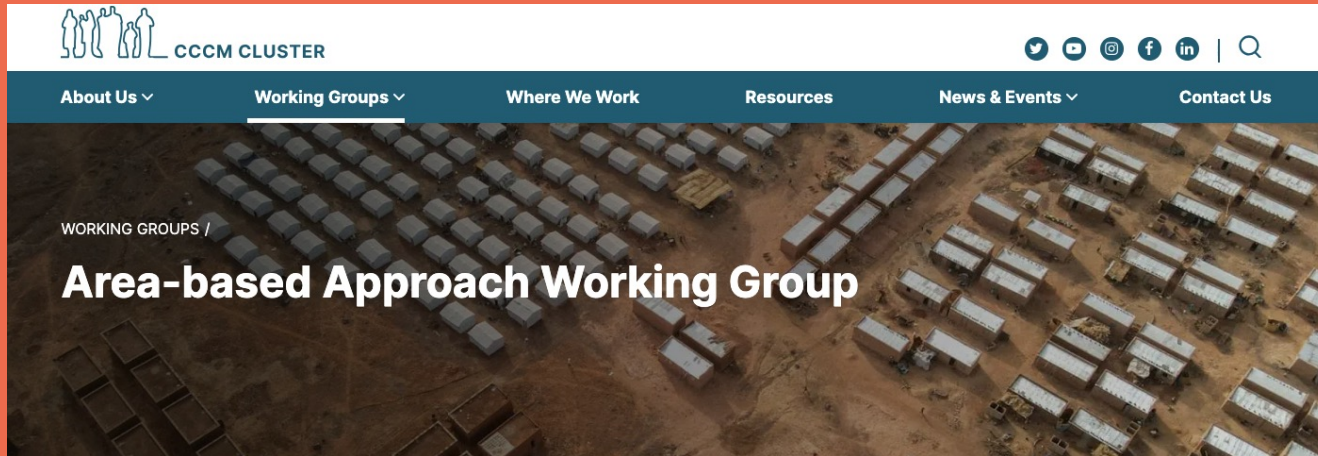 CCCM CLUSTER
About Us Working Groups Where We Work Resources News & Events Contact Us
WORKING GROUPS /
Area-based Approach Working Group